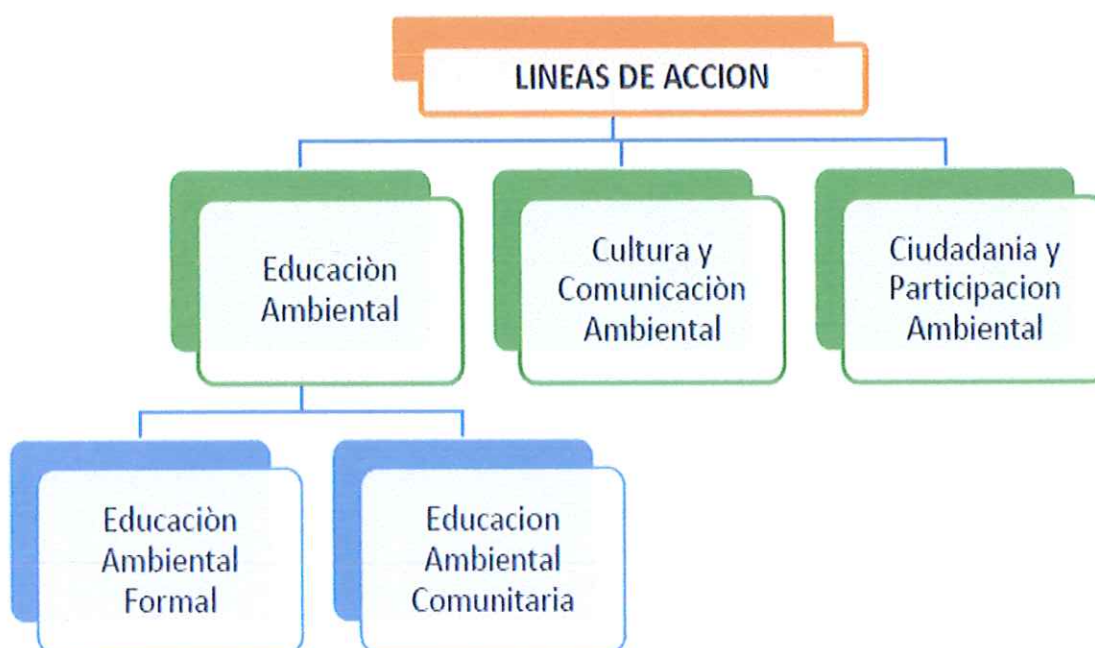 LINEAS DE ACCION
Educaciòn
Ambiental
Cultura y
Comunicaciòn
Ambiental
Ciudadania y
Participacion
Ambiental
Educaciòn
Ambiental
Formal
Educacion
Ambiental
Comunitaria